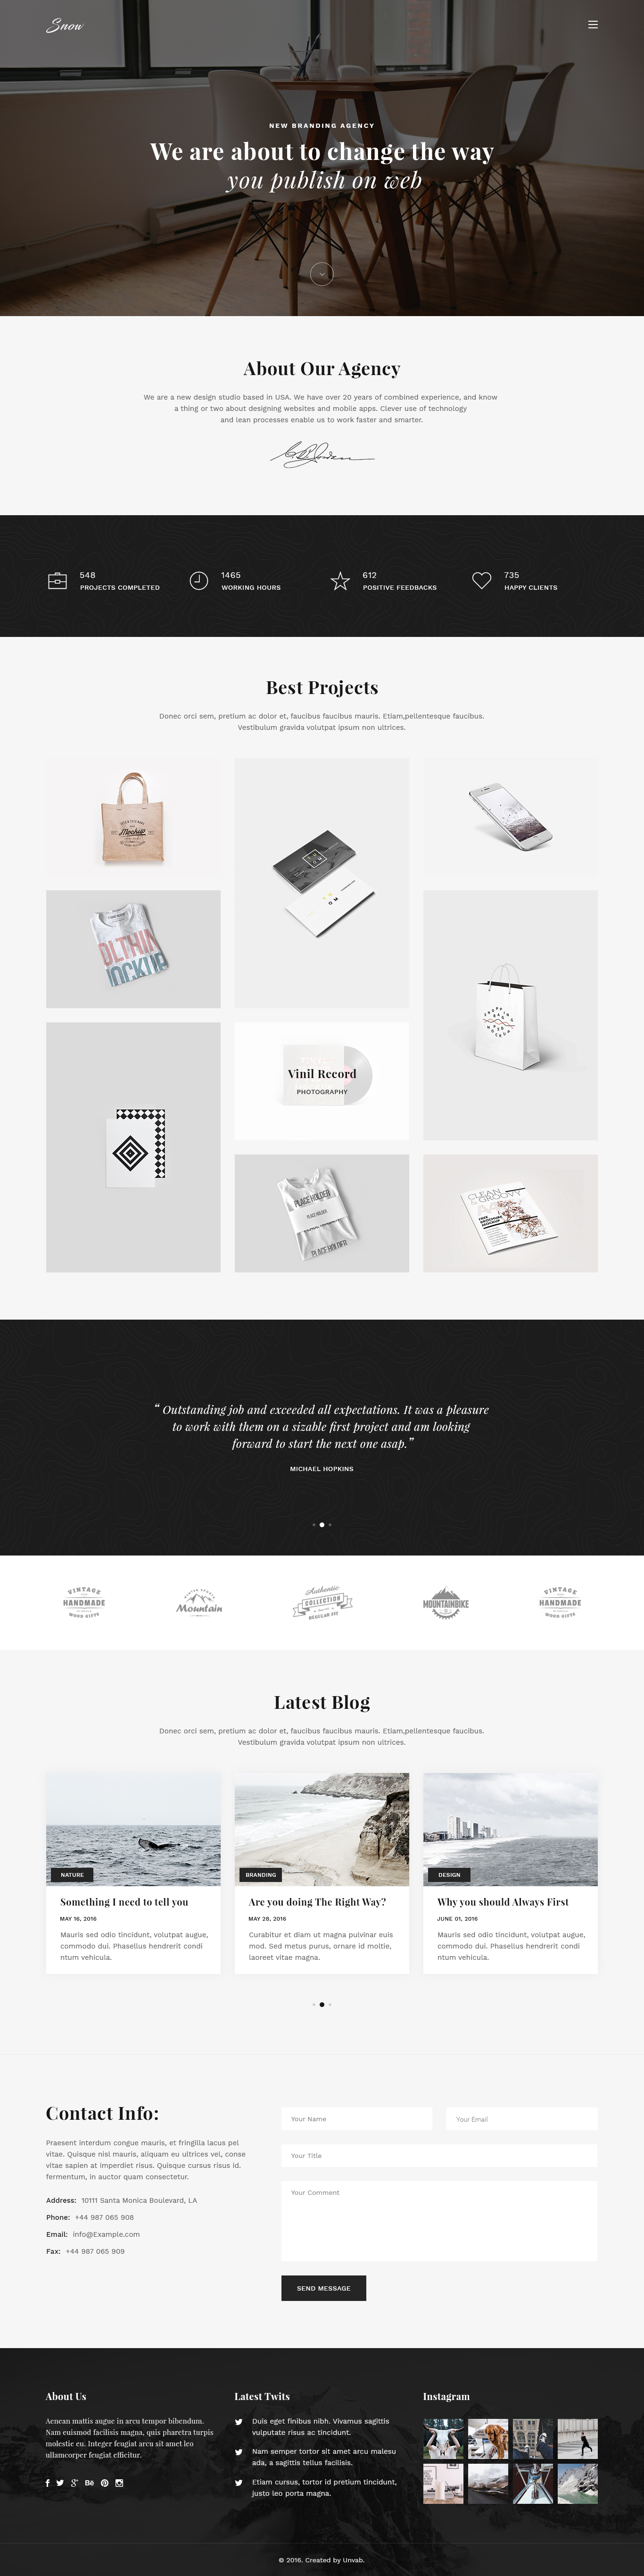 Snow
NEW BRANDING AGENCY
We are about to change the way
you publish on web
About Our Agency
We are a new design studio based in USA. We have over 20 years of combined experience, and know
a thing or two about designing websites and mobile apps. Clever use of technology
and lean processes enable us to work faster and smarter.
548
PROJECTS COMPLETED
1465
WORKING HOURS
612
POSITIVE FEEDBACKS
735
HAPPY CLIENTS
Best Projects
Donec orci sem, pretium ac dolor et, faucibus faucibus mauris. Etiam,pellentesque faucibus.
Vestibulum gravida volutpat ipsum non ultrices.
Mockup
OLTHIN
MOCKUP
Vinil Record
PHOTOGRAPHY
PLACE HOLDER
PLACE HOLDER
PLACE HOLDER
CLEAN
GROOVY
“ Outstanding job and exceeded all expectations. It was a pleasure
to work with them on a sizable first project and am looking
forward to start the next one asap.”
MICHAEL HOPKINS
VINTAGE
HANDMADE
WOOD GIFTS
Mountain
Authentic
COLLECTION
MOUNTAINBIKE
VINTAGE
HANDMADE
WOOD GIFTS
Latest Blog
Donec orci sem, pretium ac dolor et, faucibus faucibus mauris. Etiam,pellentesque faucibus.
Vestibulum gravida volutpat ipsum non ultrices.
NATURE
Something I need to tell you
MAY 16, 2016
Mauris sed odio tincidunt, volutpat augue,
commodo dui. Phasellus hendrerit condi
ntum vehicula.
BRANDING
Are you doing The Right Way?
MAY 28, 2016
Curabitur et diam ut magna pulvinar euis
mod. Sed metus purus, ornare id moltie,
laoreet vitae magna.
DESIGN
Why you should Always First
JUNE 01, 2016
Mauris sed odio tincidunt, volutpat augue,
commodo dui. Phasellus hendrerit condi
ntum vehicula.
Contact Info:
Praesent interdum congue mauris, et fringilla lacus pel
vitae. Quisque nisl mauris, aliquam eu ultrices vel, conse
vitae sapien at imperdiet risus. Quisque cursus risus id.
fermentum, in auctor quam consectetur.
Address: 10111 Santa Monica Boulevard, LA
Phone: +44 987 065 908
Email: info@Example.com
Fax: +44 987 065 909
Your Name
Your Email
Your Title
Your Comment
SEND MESSAGE
About Us
Aenean mattis augue in arcu tempor bibendum.
Nam euismod facilisis magna, quis pharetra turpis
molestie eu. Integer feugiat arcu sit amet leo
ullamcorper feugiat efficitur.
Latest Twits
Duis eget finibus nibh. Vivamus sagittis
vulputate risus ac tincidunt.
Nam semper tortor sit amet arcu malesu
ada, a sagittis tellus facilisis.
Etiam cursus, tortor id pretium tincidunt,
justo leo porta magna.
Instagram
© 2016. Created by Unvab.